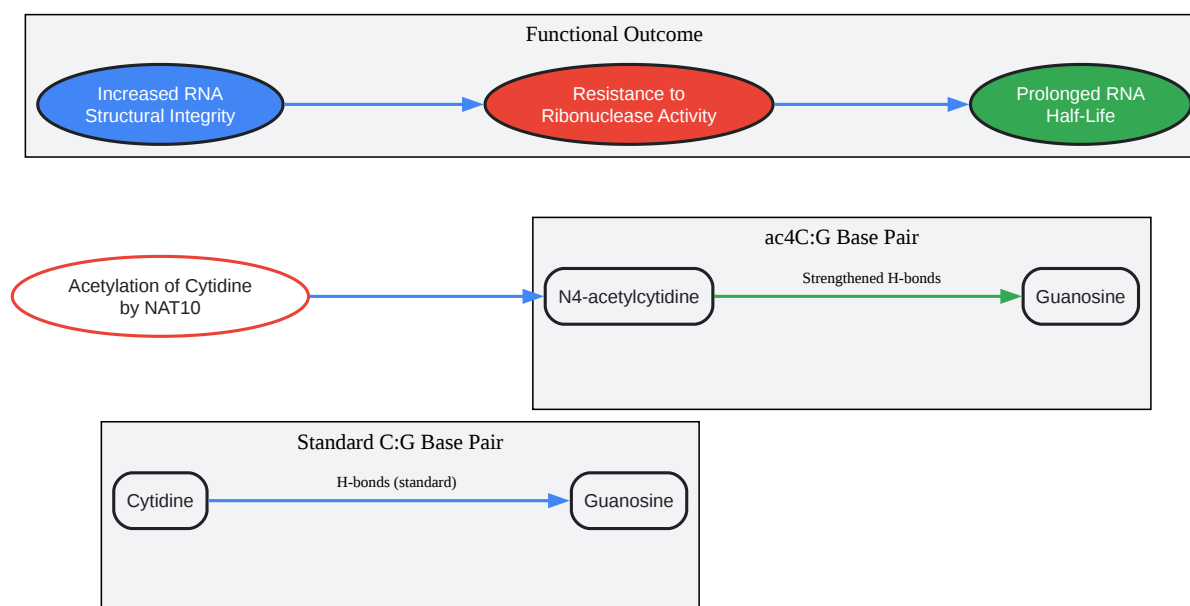 Functional Outcome
Increased RNA
Structural Integrity
Resistance to
Ribonuclease Activity
Prolonged RNA
Half-Life
ac4C:G Base Pair
Acetylation of Cytidine
by NAT10
N4-acetylcytidine
Strengthened H-bonds
Guanosine
Standard C:G Base Pair
Cytidine
H-bonds (standard)
Guanosine